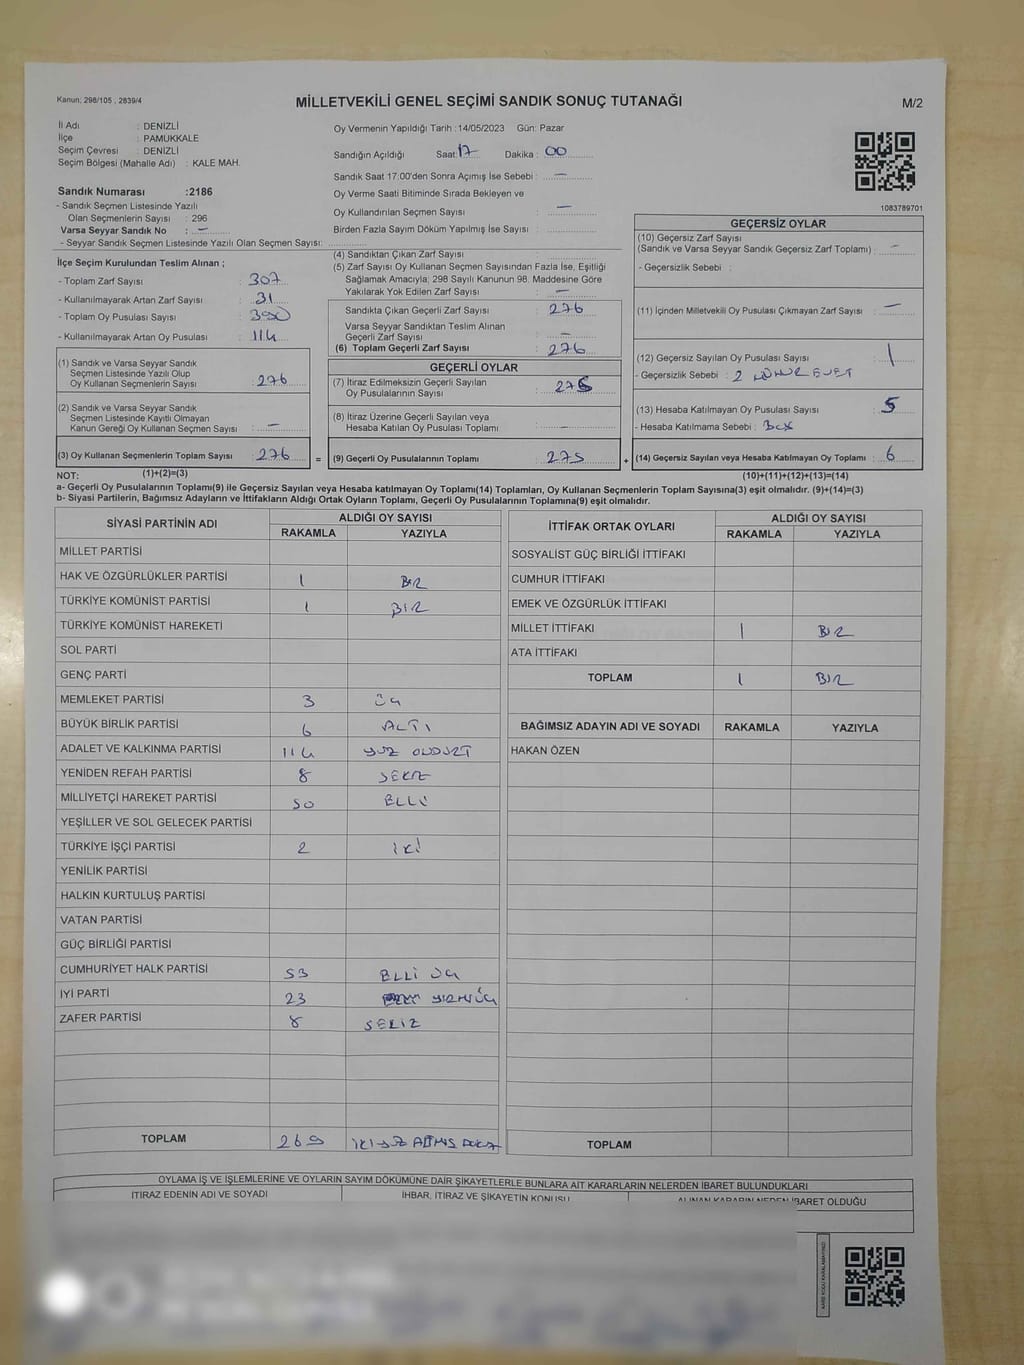 Kanun; 298/105 , 2839/4
MİLLETVEKİLİ GENEL SEÇİMİ SANDIK SONUÇ TUTANAĞI
M/2
İl Adı : DENİZLİ
İlçe : PAMUKKALE
Seçim Çevresi : DENİZLİ
Seçim Bölgesi (Mahalle Adı) : KALE MAH.
Sandık Numarası :2186
- Sandık Seçmen Listesinde Yazılı
Olan Seçmenlerin Sayısı : 296
Varsa Seyyar Sandık No : —
- Seyyar Sandık Seçmen Listesinde Yazılı Olan Seçmen Sayısı:
Oy Vermenin Yapıldığı Tarih :14/05/2023 Gün: Pazar
Sandığın Açıldığı Saat: 17 Dakika : 00
Sandık Saat 17:00'den Sonra Açımış İse Sebebi : —
Oy Verme Saati Bitiminde Sırada Bekleyen ve
Oy Kullandırılan Seçmen Sayısı : —
Birden Fazla Sayım Döküm Yapılmış İse Sayısı :
1083789701
İlçe Seçim Kurulundan Teslim Alınan ;
- Toplam Zarf Sayısı : 307
- Kullanılmayarak Artan Zarf Sayısı : 31
- Toplam Oy Pusulası Sayısı : 390
- Kullanılmayarak Artan Oy Pusulası : 114
(1) Sandık ve Varsa Seyyar Sandık
Seçmen Listesinde Yazılı Olup
Oy Kullanan Seçmenlerin Sayısı : 276
(2) Sandık ve Varsa Seyyar Sandık
Seçmen Listesinde Kayıtlı Olmayan
Kanun Gereği Oy Kullanan Seçmen Sayısı : —
(3) Oy Kullanan Seçmenlerin Toplam Sayısı : 276
(4) Sandıktan Çıkan Zarf Sayısı :
(5) Zarf Sayısı Oy Kullanan Seçmen Sayısından Fazla İse, Eşitliği
Sağlamak Amacıyla; 298 Sayılı Kanunun 98. Maddesine Göre
Yakılarak Yok Edilen Zarf Sayısı : —
Sandıkta Çıkan Geçerli Zarf Sayısı : 276
Varsa Seyyar Sandıktan Teslim Alınan
Geçerli Zarf Sayısı : —
(6) Toplam Geçerli Zarf Sayısı : 276
GEÇERLİ OYLAR
(7) İtiraz Edilmeksizin Geçerli Sayılan
Oy Pusulalarının Sayısı : 275
(8) İtiraz Üzerine Geçerli Sayılan veya
Hesaba Katılan Oy Pusulaları Toplamı : —
= (9) Geçerli Oy Pusulalarının Toplamı : 275 +
GEÇERSİZ OYLAR
(10) Geçersiz Zarf Sayısı
(Sandık ve Varsa Seyyar Sandık Geçersiz Zarf Toplamı) : —
- Geçersizlik Sebebi :
(11) İçinden Milletvekili Oy Pusulası Çıkmayan Zarf Sayısı : —
(12) Geçersiz Sayılan Oy Pusulası Sayısı : 1
- Geçersizlik Sebebi : 2 MÜHÜR EVET
(13) Hesaba Katılmayan Oy Pusulası Sayısı : 5
- Hesaba Katılmama Sebebi : Boş
(14) Geçersiz Sayılan veya Hesaba Katılmayan Oy Toplamı : 6
NOT: (1)+(2)=(3) (10)+(11)+(12)+(13)=(14)
a- Geçerli Oy Pusulalarının Toplamı(9) ile Geçersiz Sayılan veya Hesaba katılmayan Oy Toplamı(14) Toplamları, Oy Kullanan Seçmenlerin Toplam Sayısına(3) eşit olmalıdır. (9)+(14)=(3)
b- Siyasi Partilerin, Bağımsız Adayların ve İttifakların Aldığı Ortak Oyların Toplamı, Geçerli Oy Pusulalarının Toplamına(9) eşit olmalıdır.
SİYASİ PARTİNİN ADI ALDIĞI OY SAYISI
RAKAMLA YAZIYLA
MİLLET PARTİSİ
HAK VE ÖZGÜRLÜKLER PARTİSİ 1 BİR
TÜRKİYE KOMÜNİST PARTİSİ 1 BIR
TÜRKİYE KOMÜNİST HAREKETİ
SOL PARTİ
GENÇ PARTİ
MEMLEKET PARTİSİ 3 ÜÇ
BÜYÜK BİRLİK PARTİSİ 6 ALTI
ADALET VE KALKINMA PARTİSİ 114 YÜZ ONDÖRT
YENİDEN REFAH PARTİSİ 8 SEKİZ
MİLLİYETÇİ HAREKET PARTİSİ 50 ELLİ
YEŞİLLER VE SOL GELECEK PARTİSİ
TÜRKİYE İŞÇİ PARTİSİ 2 İKİ
YENİLİK PARTİSİ
HALKIN KURTULUŞ PARTİSİ
VATAN PARTİSİ
GÜÇ BİRLİĞİ PARTİSİ
CUMHURİYET HALK PARTİSİ 53 ELLİ ÜÇ
İYİ PARTİ 23 YİRMİÜÇ
ZAFER PARTİSİ 8 SEKİZ
TOPLAM 269 İKİ YÜZ ATMIŞ DOKUZ
İTTİFAK ORTAK OYLARI ALDIĞI OY SAYISI
RAKAMLA YAZIYLA
SOSYALİST GÜÇ BİRLİĞİ İTTİFAKI
CUMHUR İTTİFAKI
EMEK VE ÖZGÜRLÜK İTTİFAKI
MİLLET İTTİFAKI 1 BİR
ATA İTTİFAKI
TOPLAM 1 BİR
BAĞIMSIZ ADAYIN ADI VE SOYADI RAKAMLA YAZIYLA
HAKAN ÖZEN
TOPLAM
OYLAMA İŞ VE İŞLEMLERİNE VE OYLARIN SAYIM DÖKÜMÜNE DAİR ŞİKAYETLERLE BUNLARA AİT KARARLARIN NELERDEN İBARET BULUNDUKLARI
İTİRAZ EDENİN ADI VE SOYADI İHBAR, İTİRAZ VE ŞİKAYETİN KONUSU ALINAN KARARIN NEDEN İBARET OLDUĞU